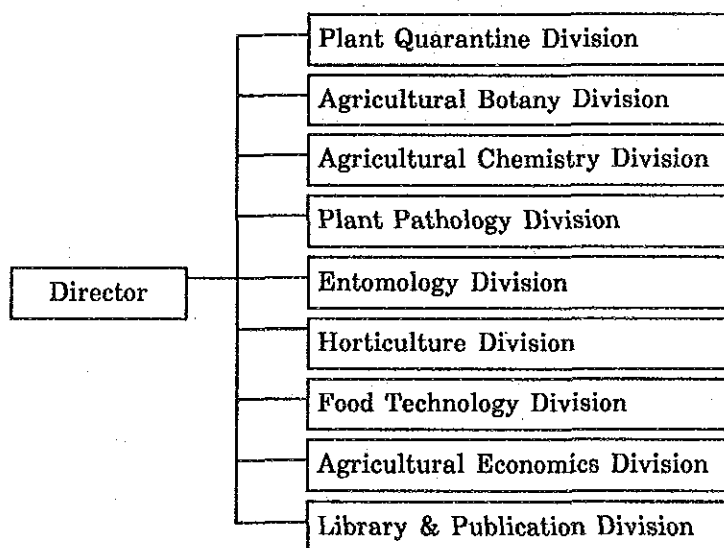 Plant Quarantine Division
Agricultural Botany Division
Agricultural Chemistry Division
Plant Pathology Division
Director
Entomology Division
Horticulture Division
Food Technology Division
Agricultural Economics Division
Library & Publication Division